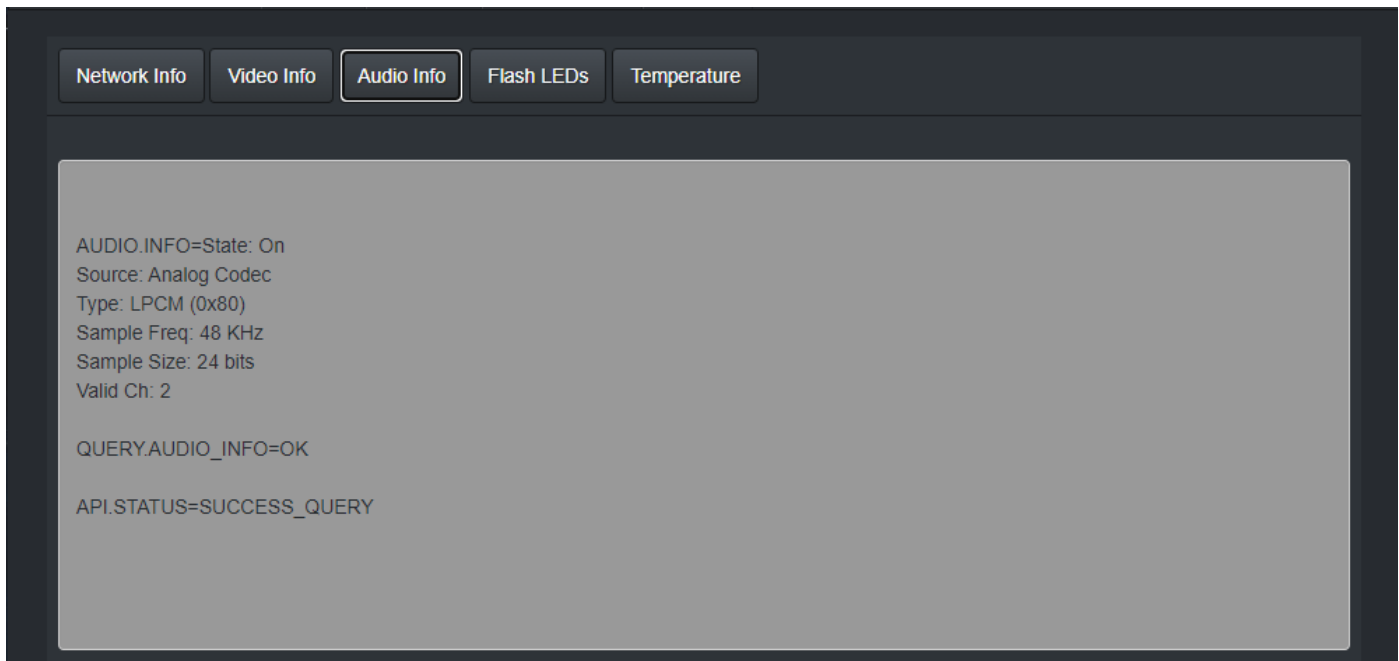 Network Info Video Info Audio Info Flash LEDs Temperature
AUDIO.INFO=State: On
Source: Analog Codec
Type: LPCM (0x80)
Sample Freq: 48 KHz
Sample Size: 24 bits
Valid Ch: 2
QUERY.AUDIO_INFO=OK
API.STATUS=SUCCESS_QUERY